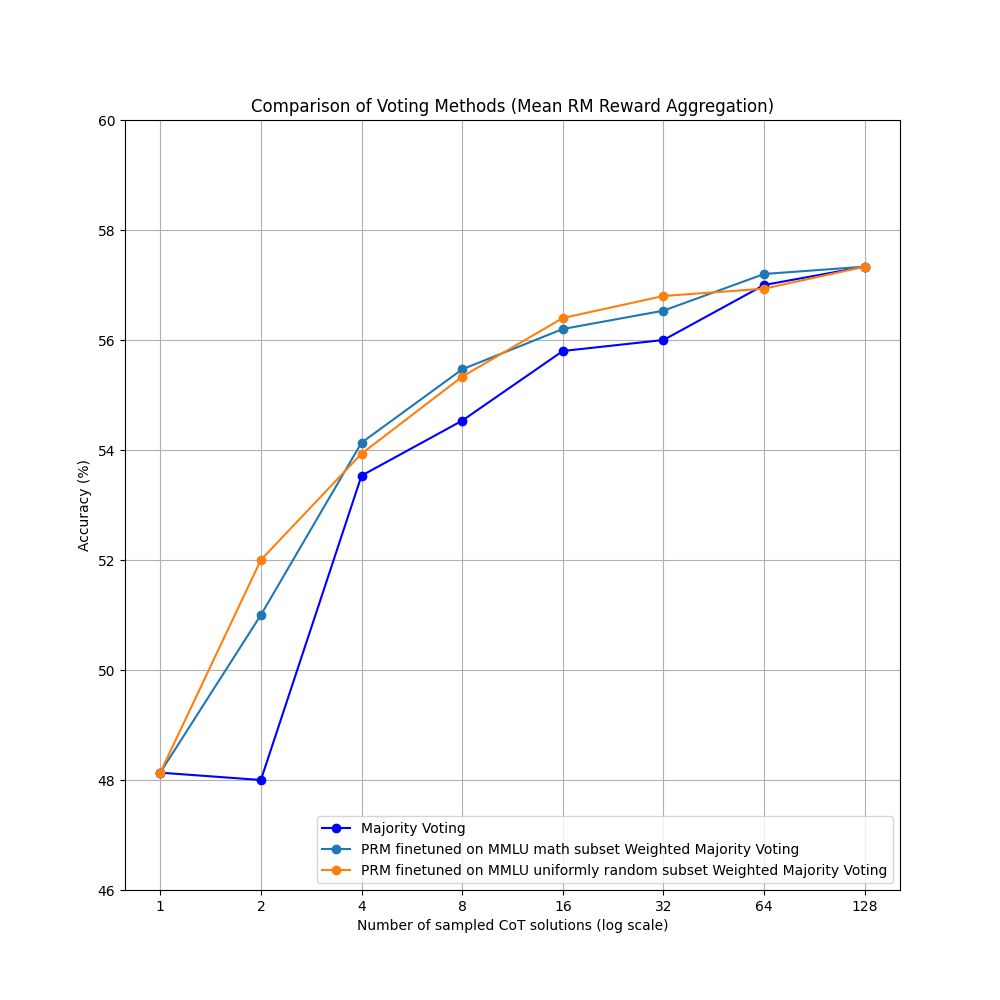 Comparison of Voting Methods (Mean RM Reward Aggregation)
60
58
56
54
52
50
48
46
Accuracy (%)
Majority Voting
PRM finetuned on MMLU math subset Weighted Majority Voting
PRM finetuned on MMLU uniformly random subset Weighted Majority Voting
1 2 4 8 16 32 64 128
Number of sampled CoT solutions (log scale)